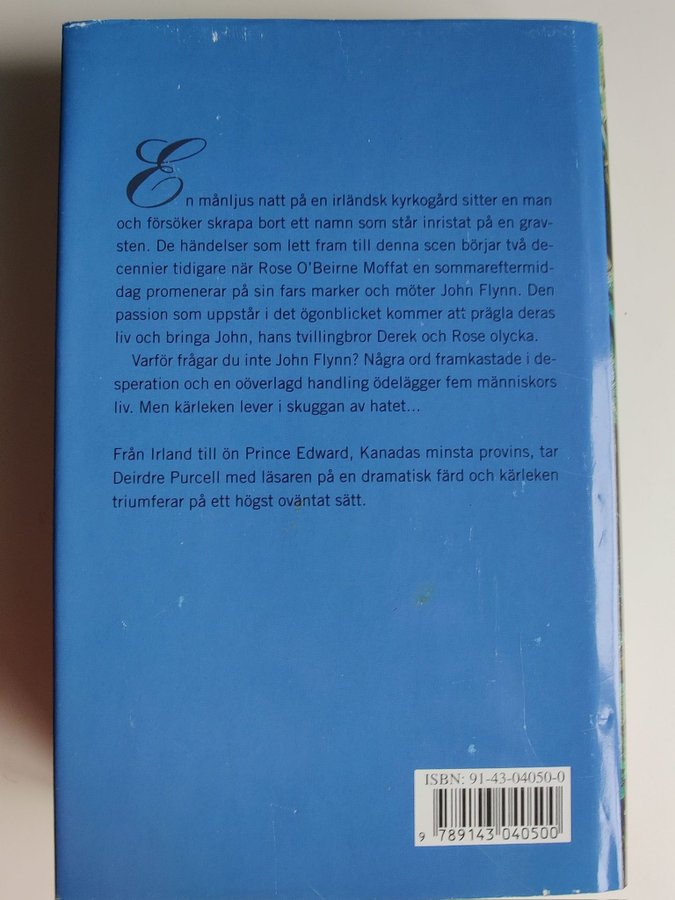 En månljus natt på en irländsk kyrkogård sitter en man
och försöker skrapa bort ett namn som står inristat på en grav-
sten. De händelser som lett fram till denna scen börjar två de-
cennier tidigare när Rose O'Beirne Moffat en sommareftermid-
dag promenerar på sin fars marker och möter John Flynn. Den
passion som uppstår i det ögonblicket kommer att prägla deras
liv och bringa John, hans tvillingbror Derek och Rose olycka.
Varför frågar du inte John Flynn? Några ord framkastade i de-
speration och en oöverlagd handling ödelägger fem människors
liv. Men kärleken lever i skuggan av hatet...
Från Irland till ön Prince Edward, Kanadas minsta provins, tar
Deirdre Purcell med läsaren på en dramatisk färd och kärleken
triumferar på ett högst oväntat sätt.
ISBN: 91-43-04050-0
9 789143 040500